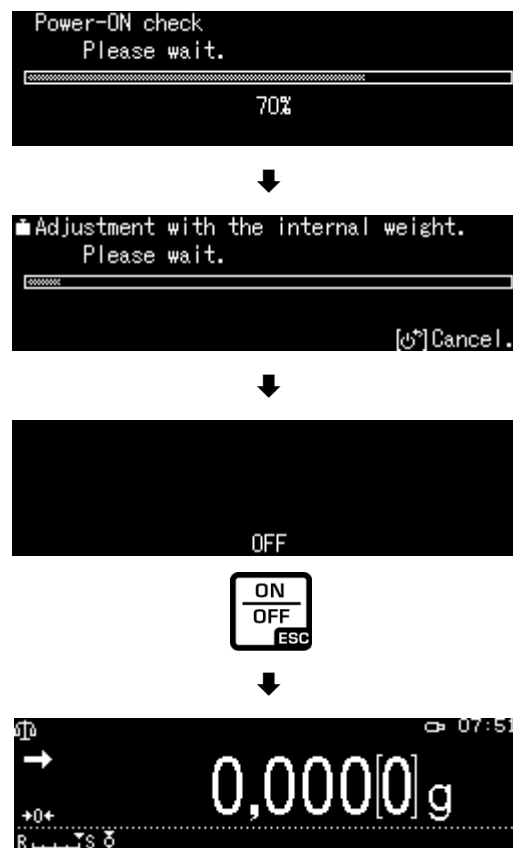 Power-ON check
Please wait.
70%
Adjustment with the internal weight.
Please wait.
[⏻]Cancel.
OFF
ON
OFF
ESC
07:51
0,000[0] g
→0←
R S